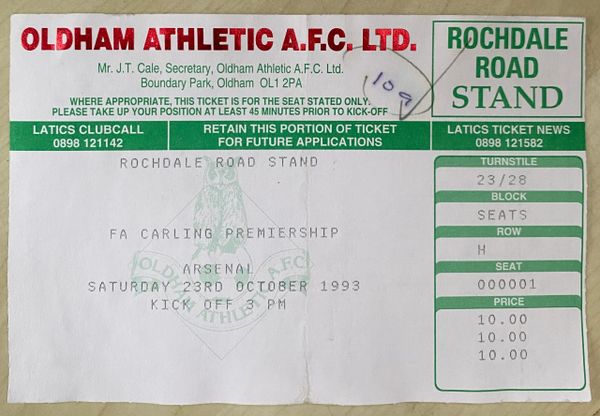 OLDHAM ATHLETIC A.F.C. LTD.
Mr. J.T. Cale, Secretary, Oldham Athletic A.F.C. Ltd.
Boundary Park, Oldham OL1 2PA
WHERE APPROPRIATE, THIS TICKET IS FOR THE SEAT STATED ONLY.
PLEASE TAKE UP YOUR POSITION AT LEAST 45 MINUTES PRIOR TO KICK-OFF
ROCHDALE
ROAD
STAND
LATICS CLUBCALL
0898 121142
RETAIN THIS PORTION OF TICKET
FOR FUTURE APPLICATIONS
LATICS TICKET NEWS
0898 121582
ROCHDALE ROAD STAND
FA CARLING PREMIERSHIP
ARSENAL
SATURDAY 23RD OCTOBER 1993
KICK OFF 3 PM
OLDHAM ATHLETIC A.F.C.
TURNSTILE
23/28
BLOCK
SEATS
ROW
H
SEAT
000001
PRICE
10.00
10.00
10.00